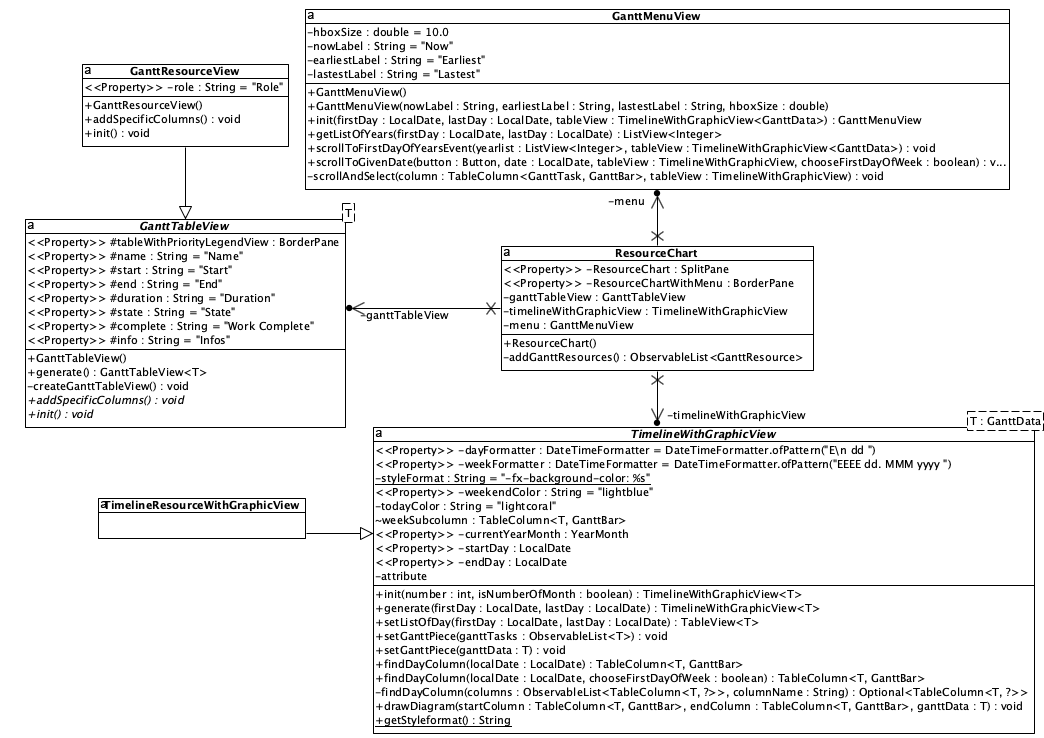 a
GanttMenuView
-hboxSize : double = 10.0
-nowLabel : String = "Now"
-earliestLabel : String = "Earliest"
-lastestLabel : String = "Lastest"
+GanttMenuView()
+GanttMenuView(nowLabel : String, earliestLabel : String, lastestLabel : String, hboxSize : double)
+init(firstDay : LocalDate, lastDay : LocalDate, tableView : TimelineWithGraphicView<GanttData>) : GanttMenuView
+getListOfYears(firstDay : LocalDate, lastDay : LocalDate) : ListView<Integer>
+scrollToFirstDayOfYearsEvent(yearlist : ListView<Integer>, tableView : TimelineWithGraphicView<GanttData>) : void
+scrollToGivenDate(button : Button, date : LocalDate, tableView : TimelineWithGraphicView, chooseFirstDayOfWeek : boolean) : v...
-scrollAndSelect(column : TableColumn<GanttTask, GanttBar>, tableView : TimelineWithGraphicView) : void
a
GanttResourceView
<<Property>> -role : String = "Role"
+GanttResourceView()
+addSpecificColumns() : void
+init() : void
-menu
T
a
GanttTableView
<<Property>> #tableWithPriorityLegendView : BorderPane
<<Property>> #name : String = "Name"
<<Property>> #start : String = "Start"
<<Property>> #end : String = "End"
<<Property>> #duration : String = "Duration"
<<Property>> #state : String = "State"
<<Property>> #complete : String = "Work Complete"
<<Property>> #info : String = "Infos"
+GanttTableView()
+generate() : GanttTableView<T>
-createGanttTableView() : void
+addSpecificColumns() : void
+init() : void
-ganttTableView
a
ResourceChart
<<Property>> -ResourceChart : SplitPane
<<Property>> -ResourceChartWithMenu : BorderPane
-ganttTableView : GanttTableView
-timelineWithGraphicView : TimelineWithGraphicView
-menu : GanttMenuView
+ResourceChart()
-addGanttResources() : ObservableList<GanttResource>
-timelineWithGraphicView
T : GanttData
a
TimelineWithGraphicView
<<Property>> -dayFormatter : DateTimeFormatter = DateTimeFormatter.ofPattern("E\n dd ")
<<Property>> -weekFormatter : DateTimeFormatter = DateTimeFormatter.ofPattern("EEEE dd. MMM yyyy ")
-styleFormat : String = "-fx-background-color: %s"
<<Property>> -weekendColor : String = "lightblue"
-todayColor : String = "lightcoral"
~weekSubcolumn : TableColumn<T, GanttBar>
<<Property>> -currentYearMonth : YearMonth
<<Property>> -startDay : LocalDate
<<Property>> -endDay : LocalDate
-attribute
+init(number : int, isNumberOfMonth : boolean) : TimelineWithGraphicView<T>
+generate(firstDay : LocalDate, lastDay : LocalDate) : TimelineWithGraphicView<T>
+setListOfDay(firstDay : LocalDate, lastDay : LocalDate) : TableView<T>
+setGanttPiece(ganttTasks : ObservableList<T>) : void
+setGanttPiece(ganttData : T) : void
+findDayColumn(localDate : LocalDate) : TableColumn<T, GanttBar>
+findDayColumn(localDate : LocalDate, chooseFirstDayOfWeek : boolean) : TableColumn<T, GanttBar>
-findDayColumn(columns : ObservableList<TableColumn<T, ?>>, columnName : String) : Optional<TableColumn<T, ?>>
+drawDiagram(startColumn : TableColumn<T, GanttBar>, endColumn : TableColumn<T, GanttBar>, ganttData : T) : void
+getStyleformat() : String
a
TimelineResourceWithGraphicView